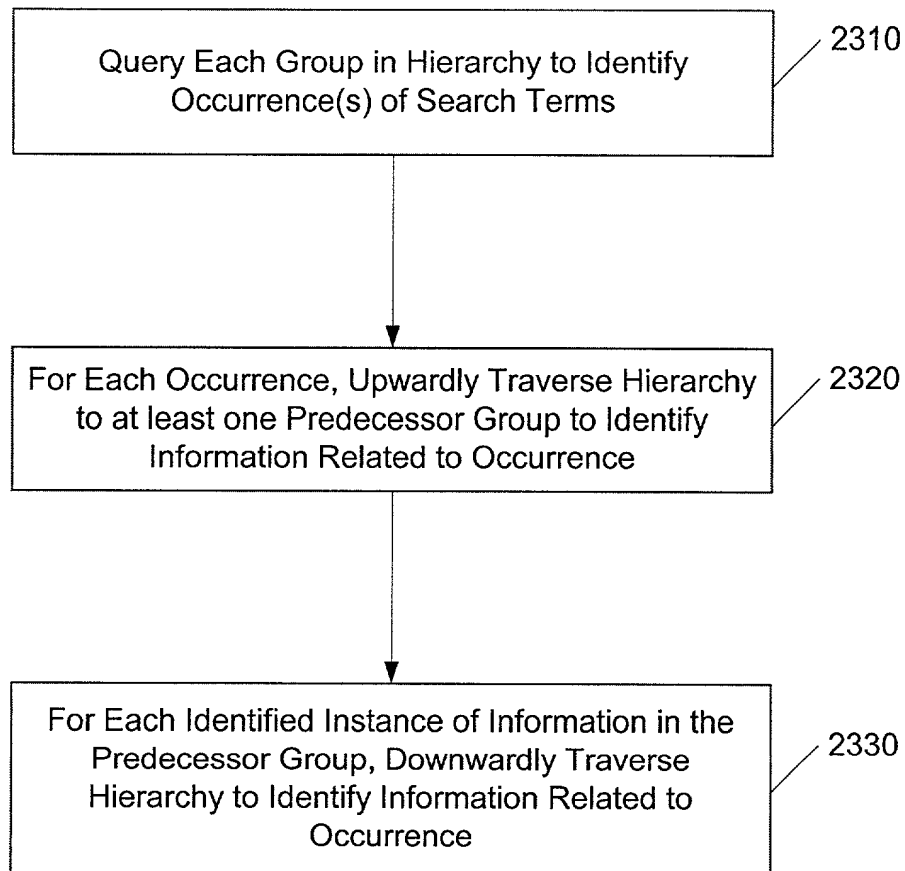 2310
Query Each Group in Hierarchy to Identify
Occurrence(s) of Search Terms
2320
For Each Occurrence, Upwardly Traverse Hierarchy
to at least one Predecessor Group to Identify
Information Related to Occurrence
2330
For Each Identified Instance of Information in the
Predecessor Group, Downwardly Traverse
Hierarchy to Identify Information Related to
Occurrence